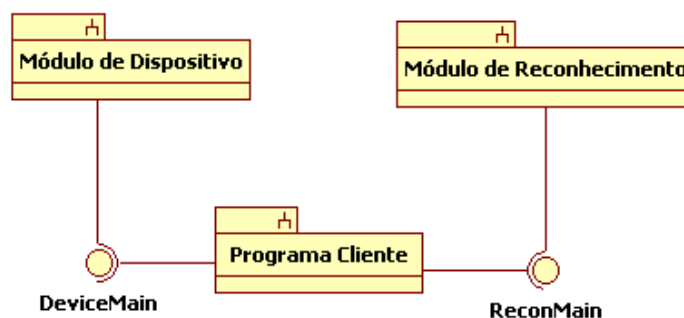 Módulo de Dispositivo
Módulo de Reconhecimento
Programa Cliente
DeviceMain
ReconMain